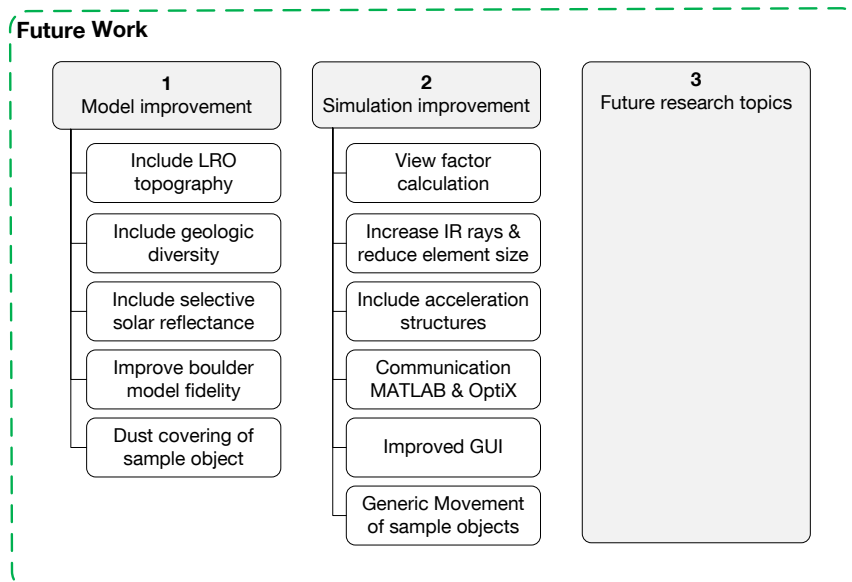 Future Work
1
Model improvement
Include LRO
topography
Include geologic
diversity
Include selective
solar reflectance
Improve boulder
model fidelity
Dust covering of
sample object
2
Simulation improvement
View factor
calculation
Increase IR rays &
reduce element size
Include acceleration
structures
Communication
MATLAB & OptiX
Improved GUI
Generic Movement
of sample objects
3
Future research topics